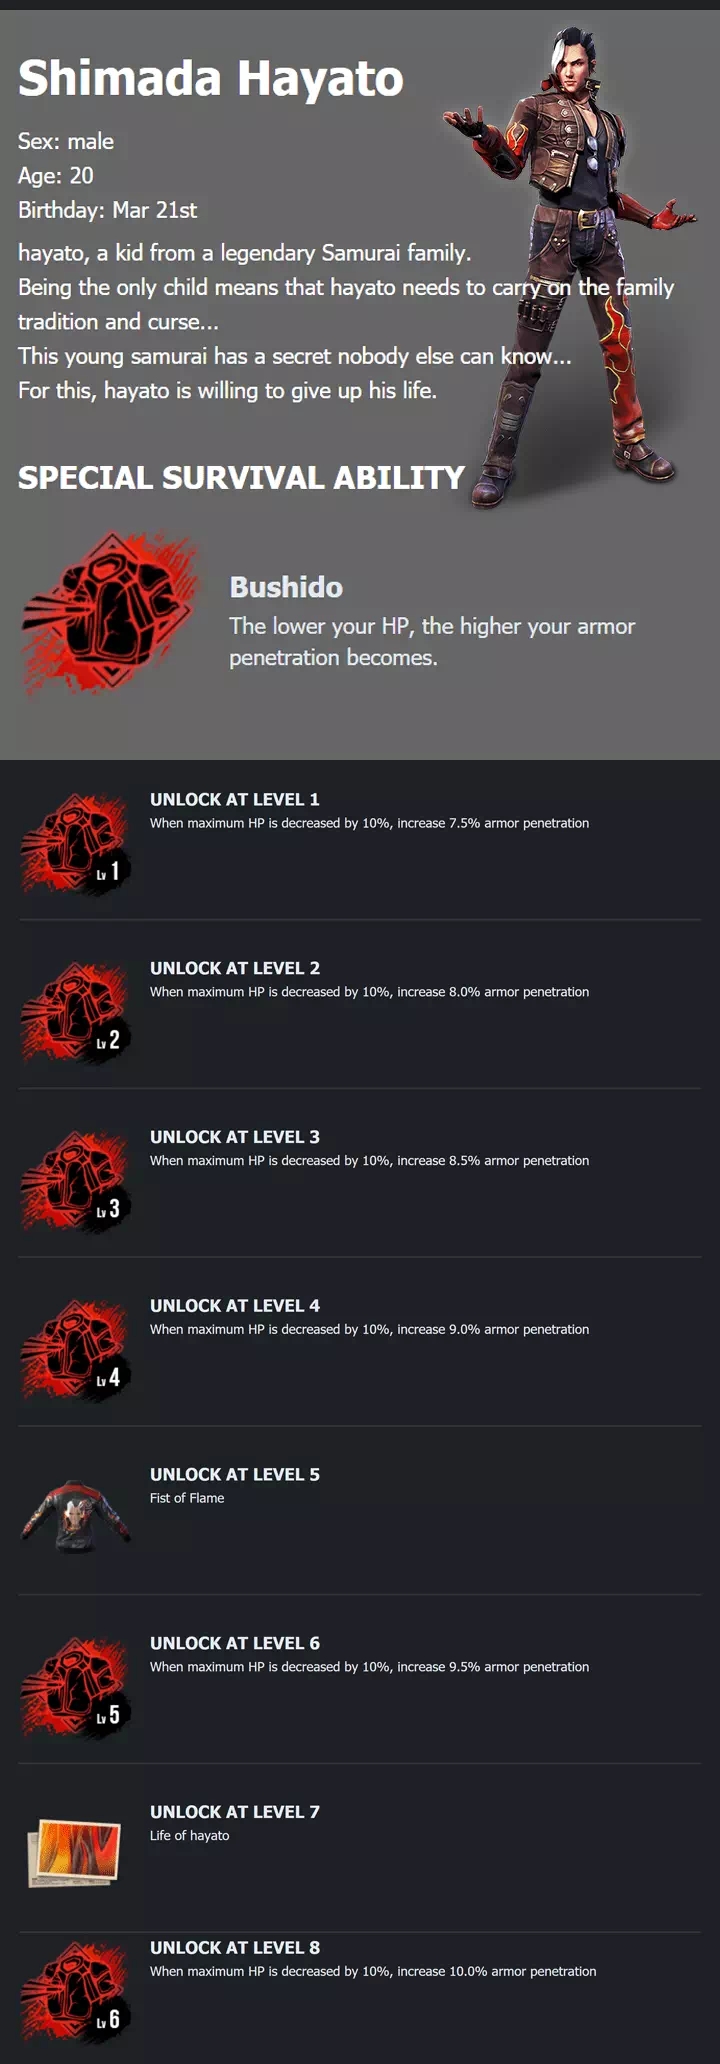 Shimada Hayato
Sex: male
Age: 20
Birthday: Mar 21st
hayato, a kid from a legendary Samurai family.
Being the only child means that hayato needs to carry on the family
tradition and curse...
This young samurai has a secret nobody else can know...
For this, hayato is willing to give up his life.
SPECIAL SURVIVAL ABILITY
Bushido
The lower your HP, the higher your armor
penetration becomes.
UNLOCK AT LEVEL 1
When maximum HP is decreased by 10%, increase 7.5% armor penetration
Lv 1
UNLOCK AT LEVEL 2
When maximum HP is decreased by 10%, increase 8.0% armor penetration
Lv 2
UNLOCK AT LEVEL 3
When maximum HP is decreased by 10%, increase 8.5% armor penetration
Lv 3
UNLOCK AT LEVEL 4
When maximum HP is decreased by 10%, increase 9.0% armor penetration
Lv 4
UNLOCK AT LEVEL 5
Fist of Flame
UNLOCK AT LEVEL 6
When maximum HP is decreased by 10%, increase 9.5% armor penetration
Lv 5
UNLOCK AT LEVEL 7
Life of hayato
UNLOCK AT LEVEL 8
When maximum HP is decreased by 10%, increase 10.0% armor penetration
Lv 6